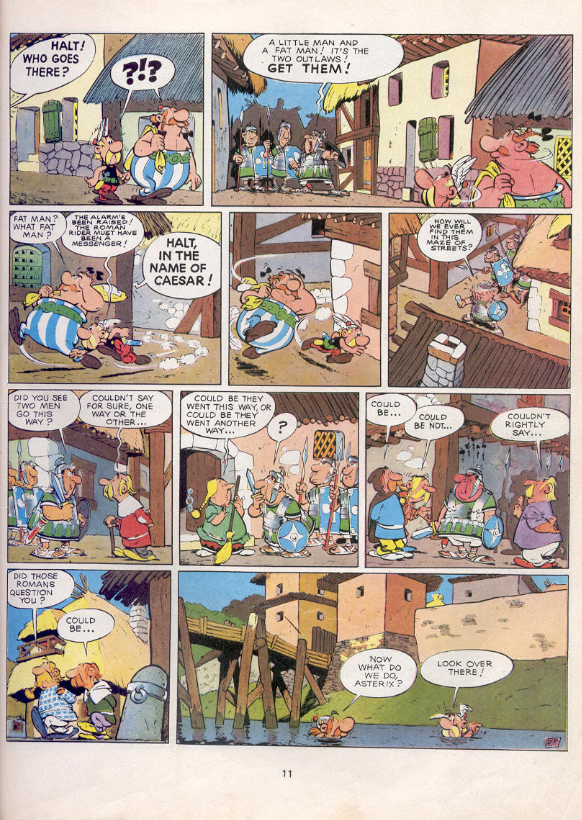 HALT!
WHO GOES
THERE?
?!?
A LITTLE MAN AND
A FAT MAN! IT'S THE
TWO OUTLAWS!
GET THEM!
FAT MAN?
WHAT FAT
MAN?
THE ALARM'S
BEEN RAISED!
THE ROMAN
RIDER MUST HAVE
BEEN A
MESSENGER!
HALT,
IN THE
NAME OF
CAESAR!
HOW WILL
WE EVER
FIND THEM
IN THIS
MAZE OF
STREETS?
DID YOU SEE
TWO MEN
GO THIS
WAY?
COULDN'T SAY
FOR SURE, ONE
WAY OR THE
OTHER...
COULD BE THEY
WENT THIS WAY, OR
COULD BE THEY
WENT ANOTHER
WAY...
?
COULD
BE...
COULD
BE NOT...
COULDN'T
RIGHTLY
SAY...
DID THOSE
ROMANS
QUESTION
YOU?
COULD
BE...
NOW
WHAT DO
WE DO,
ASTERIX?
LOOK OVER
THERE!
11